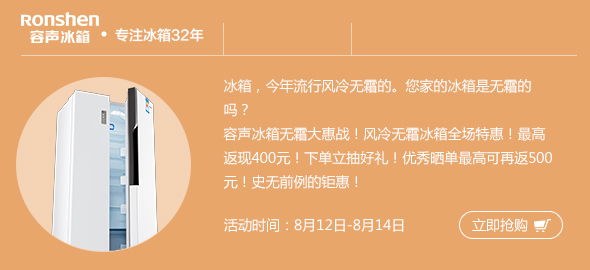 Ronshen
容声冰箱 • 专注冰箱32年
冰箱，今年流行风冷无霜的。您家的冰箱是无霜的
吗？
容声冰箱无霜大惠战！风冷无霜冰箱全场特惠！最高
返现400元！下单立抽好礼！优秀晒单最高可再返500
元！史无前例的钜惠！
活动时间：8月12日-8月14日
立即抢购